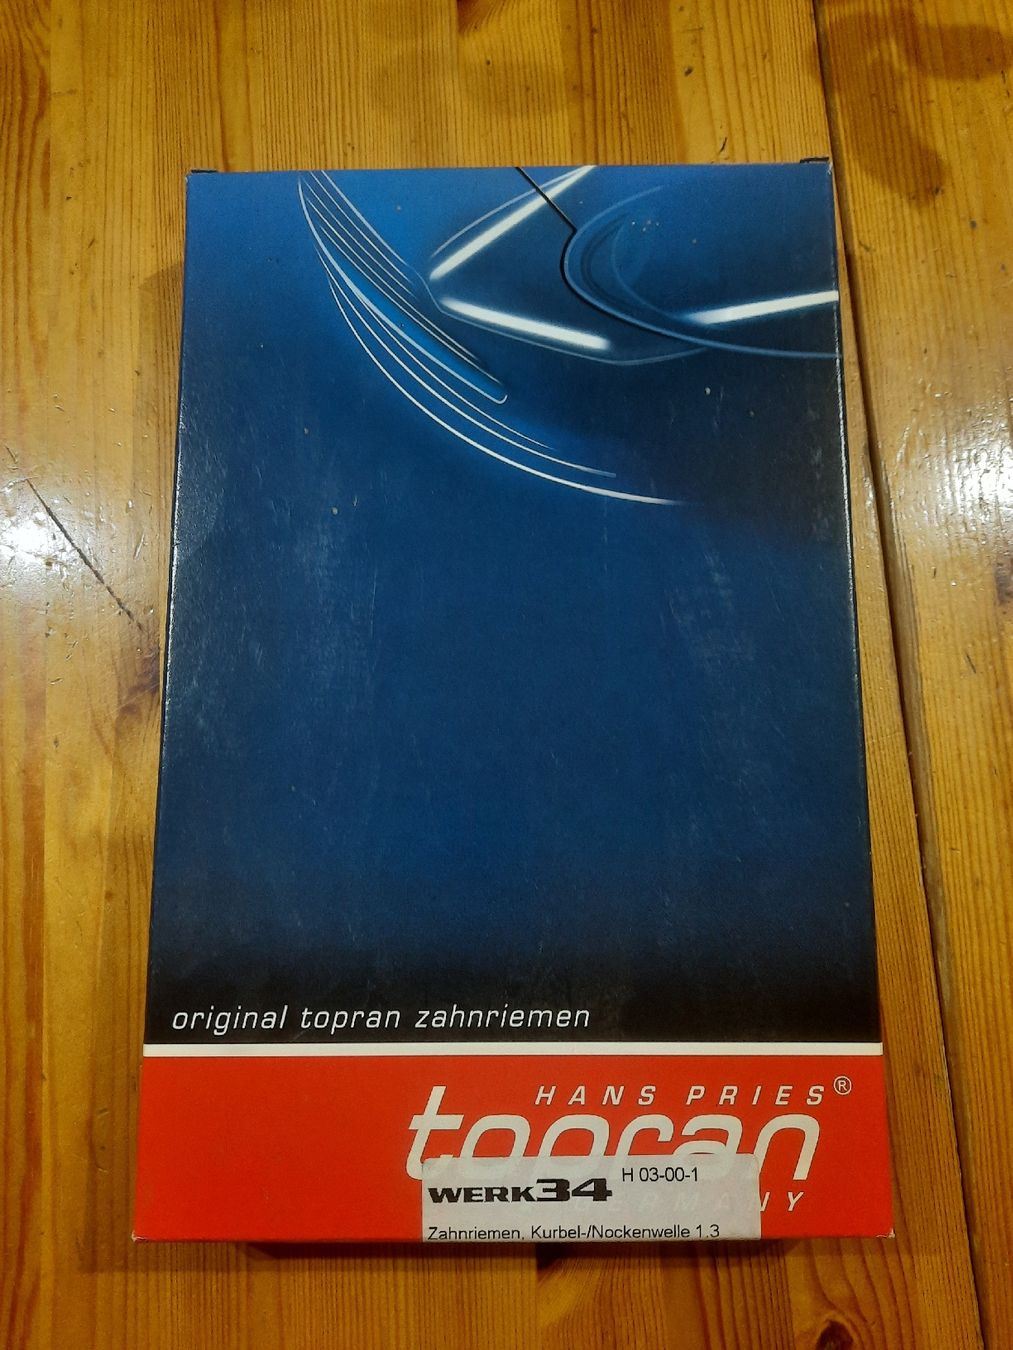 original topran zahnriemen
HANS PRIES®
topran
GERMANY
H 03-00-1
WERK34
Zahnriemen, Kurbel-/Nockenwelle 1.3